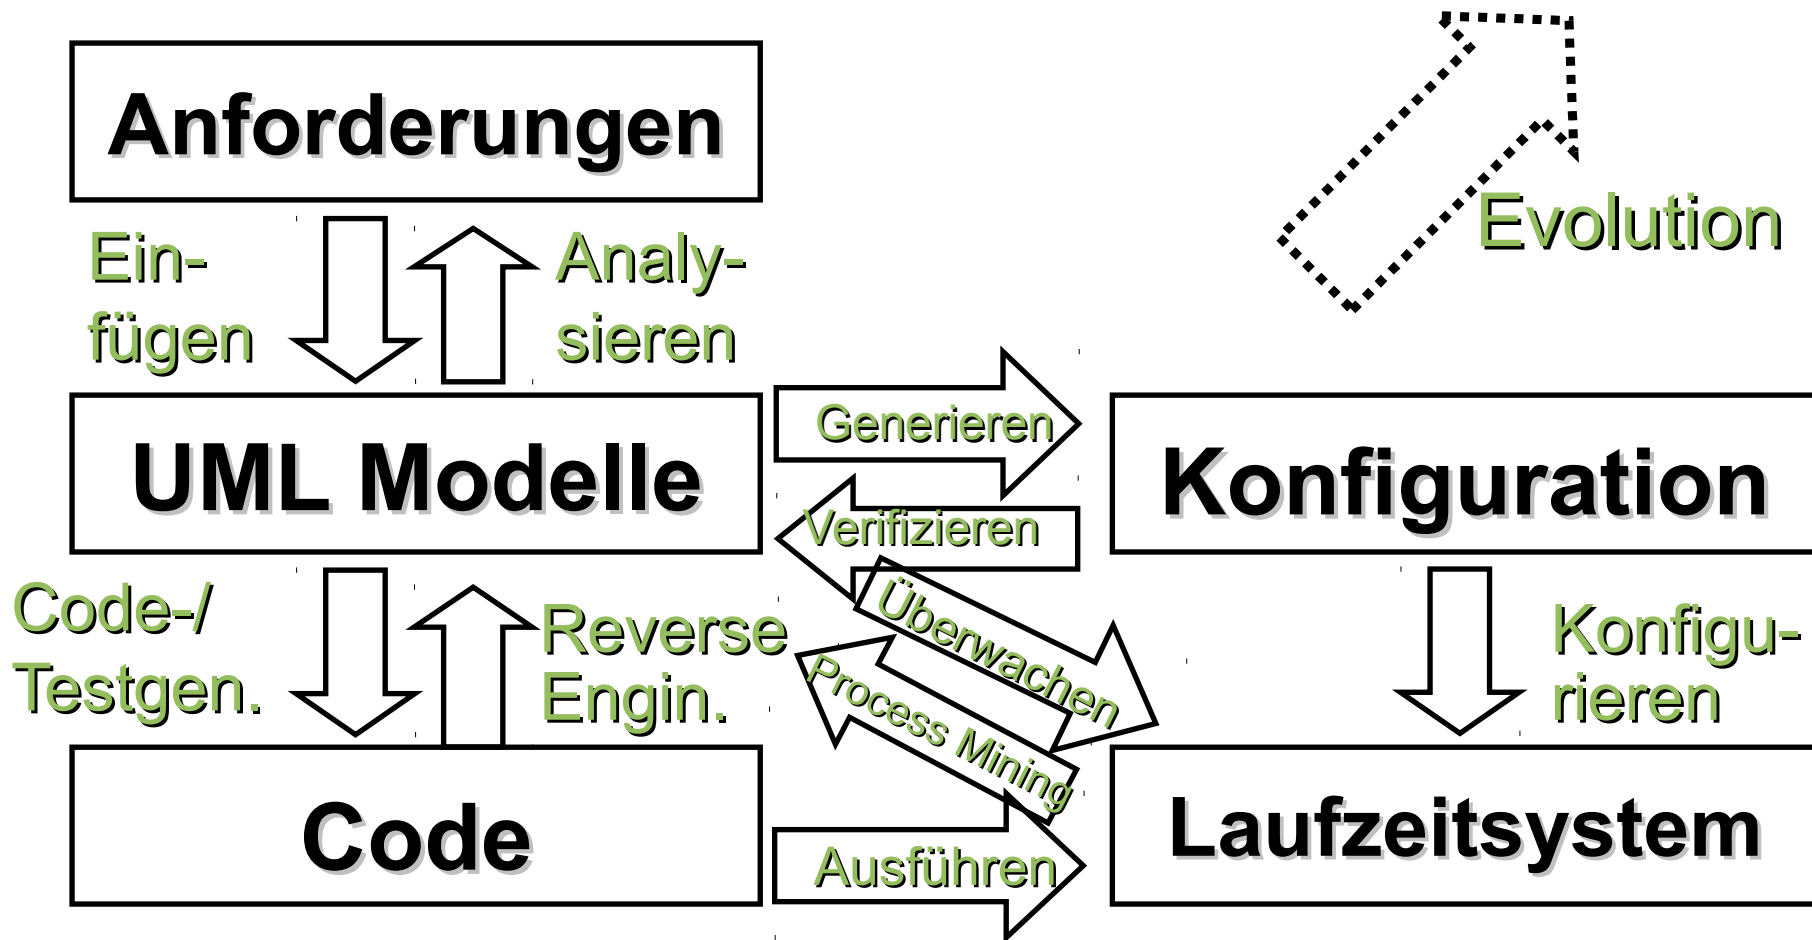 Anforderungen
Evolution
Ein-
fügen
Analy-
sieren
Generieren
UML Modelle
Konfiguration
Verifizieren
Code-/
Testgen.
Reverse
Engin.
Überwachen
Process Mining
Konfigu-
rieren
Code
Ausführen
Laufzeitsystem